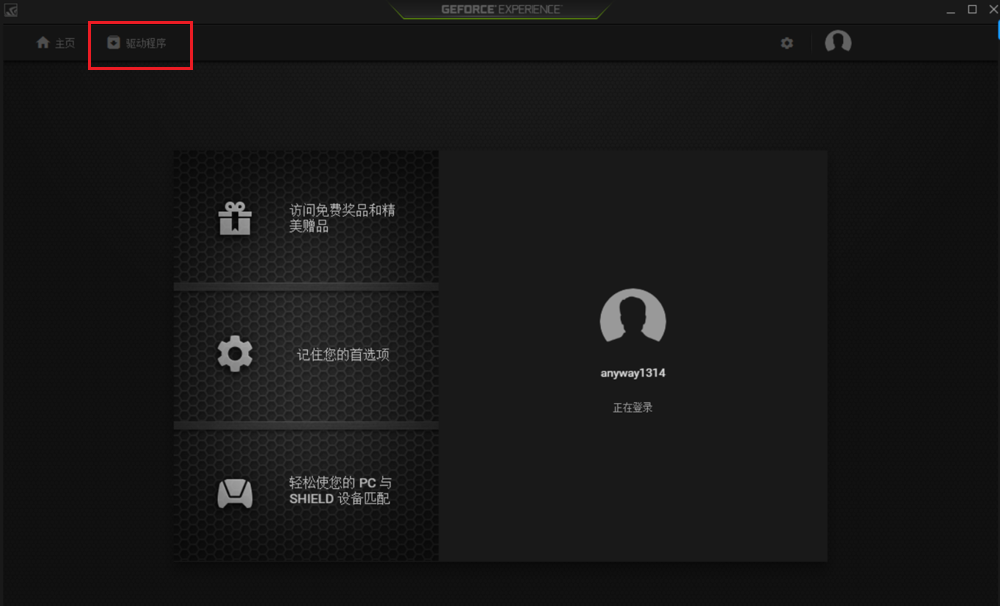 GEFORCE EXPERIENCE
主页
驱动程序
访问免费奖品和精
美赠品
记住您的首选项
轻松使您的 PC 与
SHIELD 设备匹配
anyway1314
正在登录